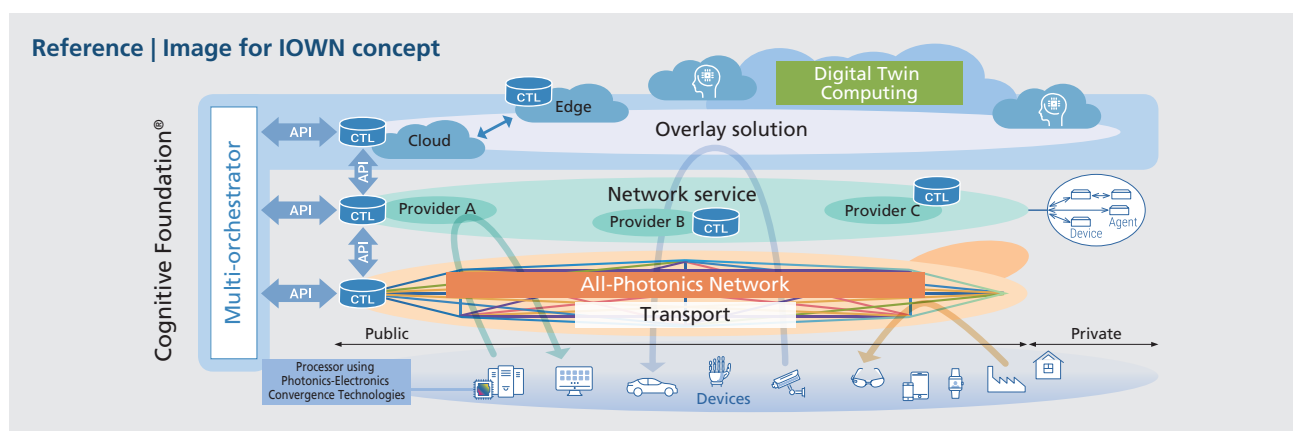 Reference | Image for IOWN concept
Cognitive Foundation®
Multi-orchestrator
Digital Twin
Computing
CTL
Edge
API
CTL
Cloud
Overlay solution
API
Network service
API
CTL
Provider A
Provider B
CTL
Provider C
CTL
Device
Agent
API
API
CTL
All-Photonics Network
Transport
Public
Private
Processor using
Photonics-Electronics
Convergence Technologies
Devices